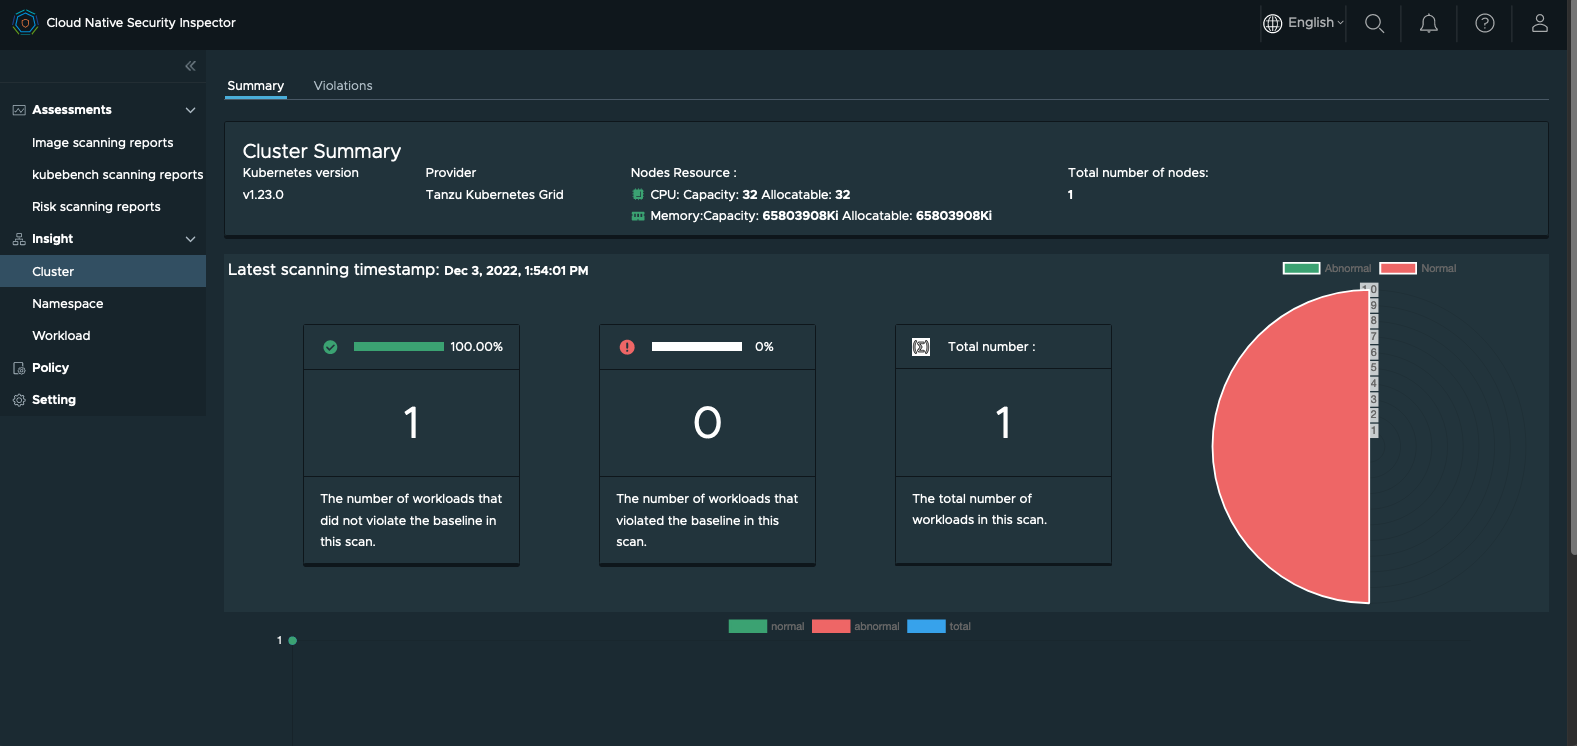 Cloud Native Security Inspector
English
Summary
Violations
Assessments
Image scanning reports
kubebench scanning reports
Risk scanning reports
Insight
Cluster
Namespace
Workload
Policy
Setting
Cluster Summary
Kubernetes version
Provider
Nodes Resource :
Total number of nodes:
v1.23.0
Tanzu Kubernetes Grid
CPU: Capacity: 32 Allocatable: 32
1
Memory:Capacity: 65803908Ki Allocatable: 65803908Ki
Latest scanning timestamp: Dec 3, 2022, 1:54:01 PM
Abnormal
Normal
100.00%
1
The number of workloads that
did not violate the baseline in
this scan.
0%
0
The number of workloads that
violated the baseline in this
scan.
Total number :
1
The total number of
workloads in this scan.
10
9
8
7
6
5
4
3
2
1
normal
abnormal
total
1